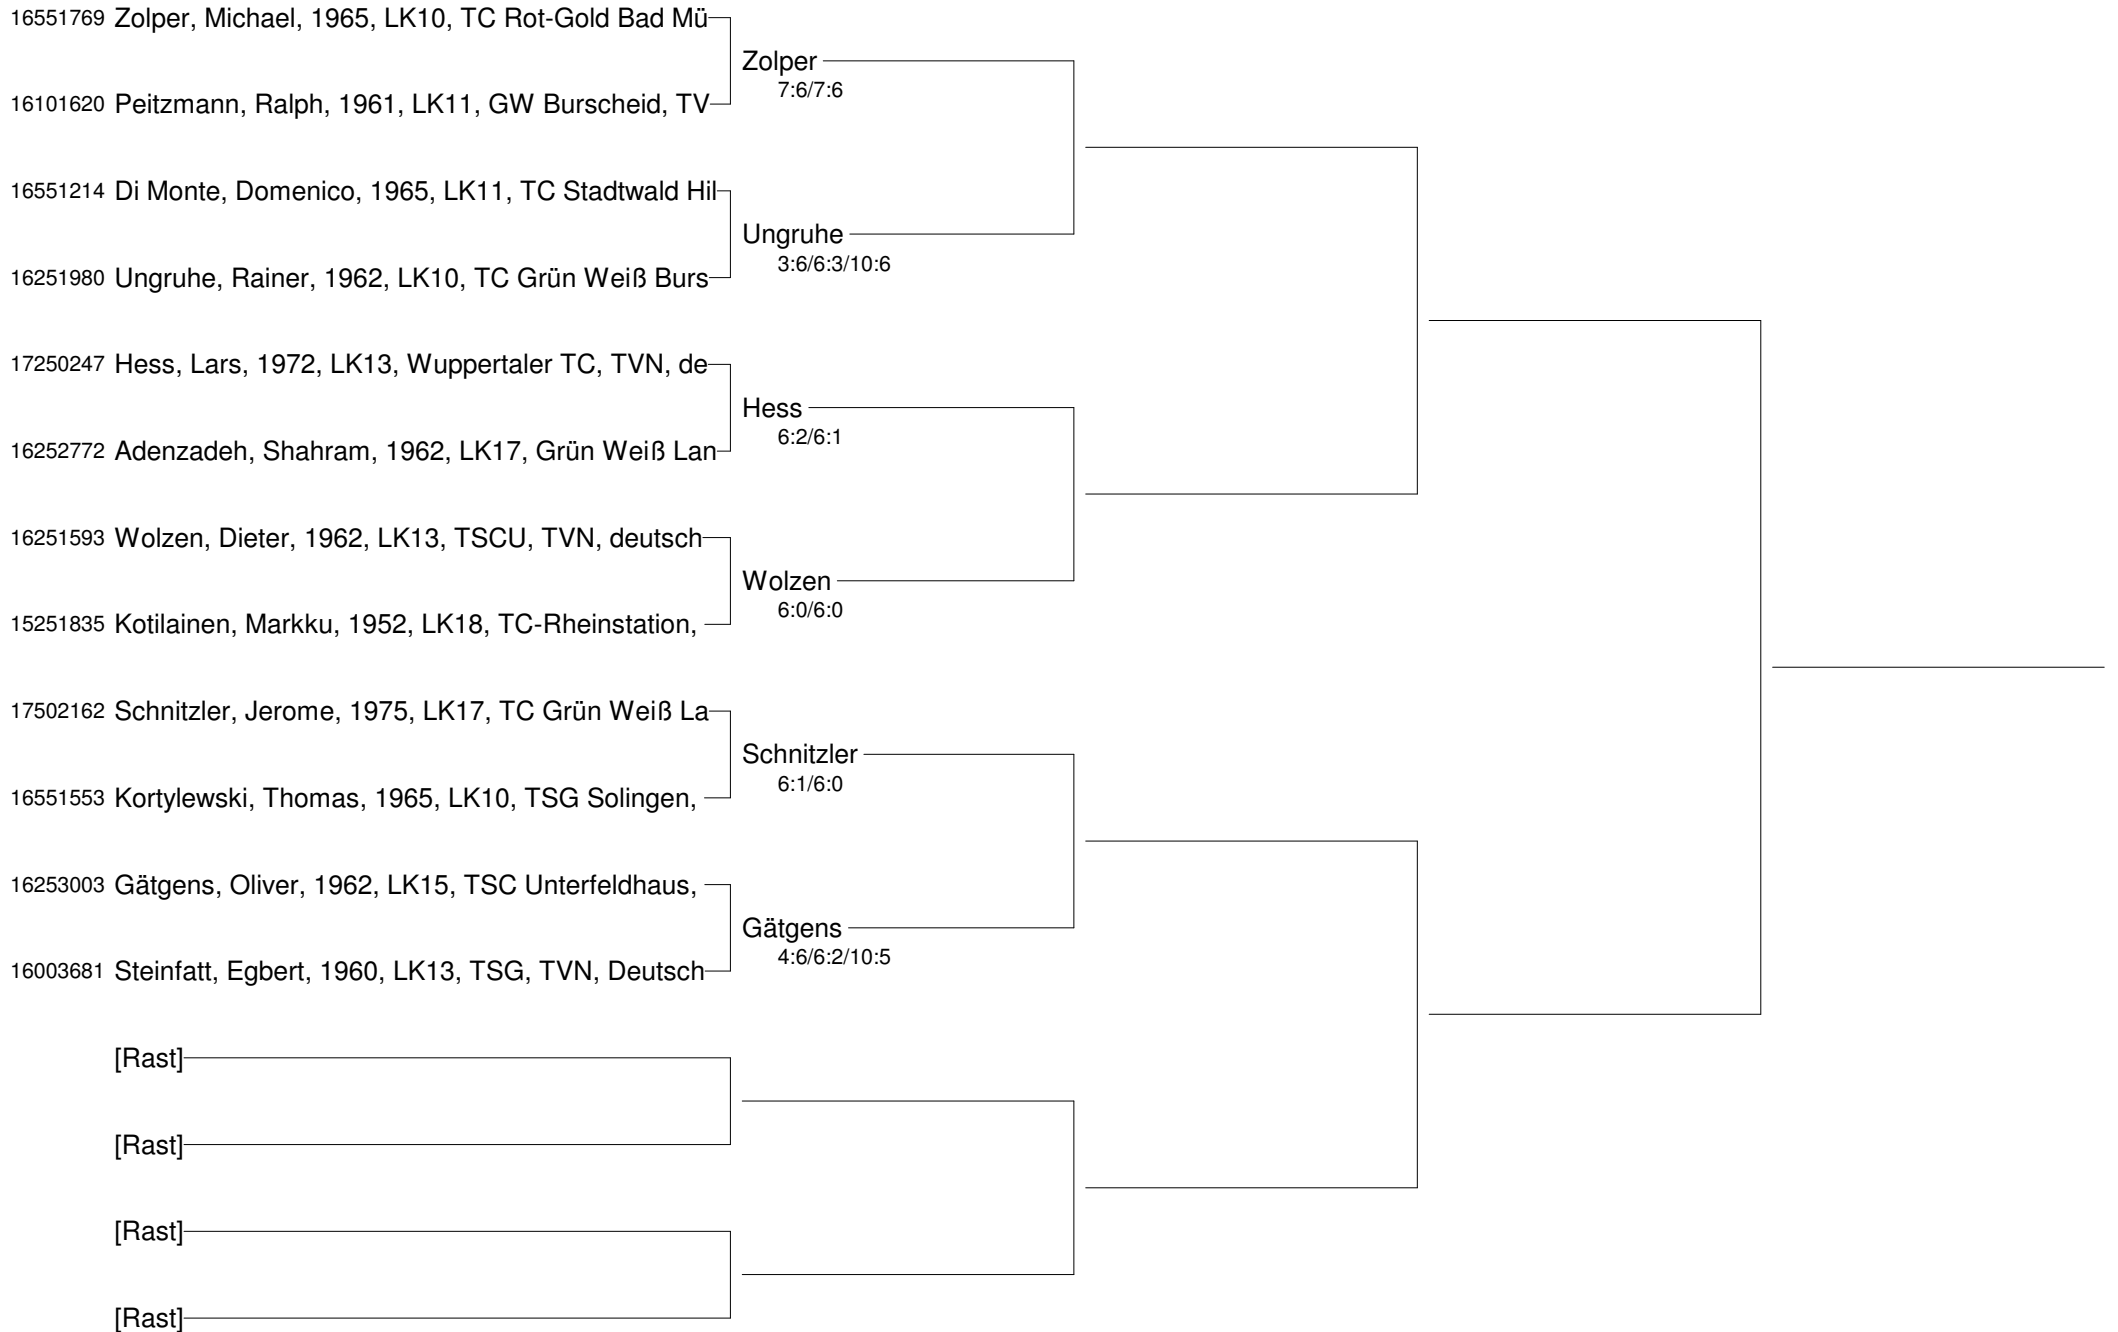 16551769 Zolper, Michael, 1965, LK10, TC Rot-Gold Bad Mü
Zolper
7:6/7:6
16101620 Peitzmann, Ralph, 1961, LK11, GW Burscheid, TV
16551214 Di Monte, Domenico, 1965, LK11, TC Stadtwald Hil
Ungruhe
3:6/6:3/10:6
16251980 Ungruhe, Rainer, 1962, LK10, TC Grün Weiß Burs
17250247 Hess, Lars, 1972, LK13, Wuppertaler TC, TVN, de
Hess
6:2/6:1
16252772 Adenzadeh, Shahram, 1962, LK17, Grün Weiß Lan
16251593 Wolzen, Dieter, 1962, LK13, TSCU, TVN, deutsch
Wolzen
6:0/6:0
15251835 Kotilainen, Markku, 1952, LK18, TC-Rheinstation,
17502162 Schnitzler, Jerome, 1975, LK17, TC Grün Weiß La
Schnitzler
6:1/6:0
16551553 Kortylewski, Thomas, 1965, LK10, TSG Solingen,
16253003 Gätgens, Oliver, 1962, LK15, TSC Unterfeldhaus,
Gätgens
4:6/6:2/10:5
16003681 Steinfatt, Egbert, 1960, LK13, TSG, TVN, Deutsch
[Rast]
[Rast]
[Rast]
[Rast]